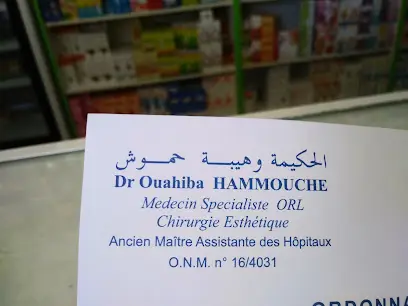 الحكيمة وهيبة حموش
Dr Ouahiba HAMMOUCHE
Medecin Specialiste ORL
Chirurgie Esthétique
Ancien Maître Assistante des Hôpitaux
O.N.M. n° 16/4031